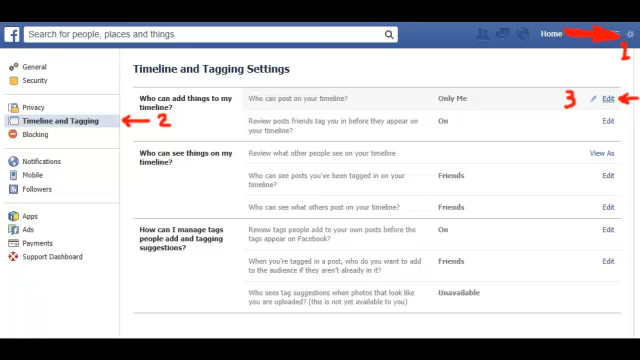 f Search for people, places and things Home
1
Timeline and Tagging Settings
General
Security
Privacy
Timeline and Tagging
2
Blocking
Notifications
Mobile
Followers
Apps
Ads
Payments
Support Dashboard
Who can add things to my
timeline?
Who can post on your timeline? Only Me 3 Edit
Review posts friends tag you in before they appear on
your timeline? On Edit
Who can see things on my
timeline?
Review what other people see on your timeline View As
Who can see posts you've been tagged in on your
timeline? Friends Edit
Who can see what others post on your timeline? Friends Edit
How can I manage tags
people add and tagging
suggestions?
Review tags people add to your own posts before the
tags appear on Facebook? On Edit
When you're tagged in a post, who do you want to add
to the audience if they aren't already in it? Friends Edit
Who sees tag suggestions when photos that look like
you are uploaded? (this is not yet available to you) Unavailable